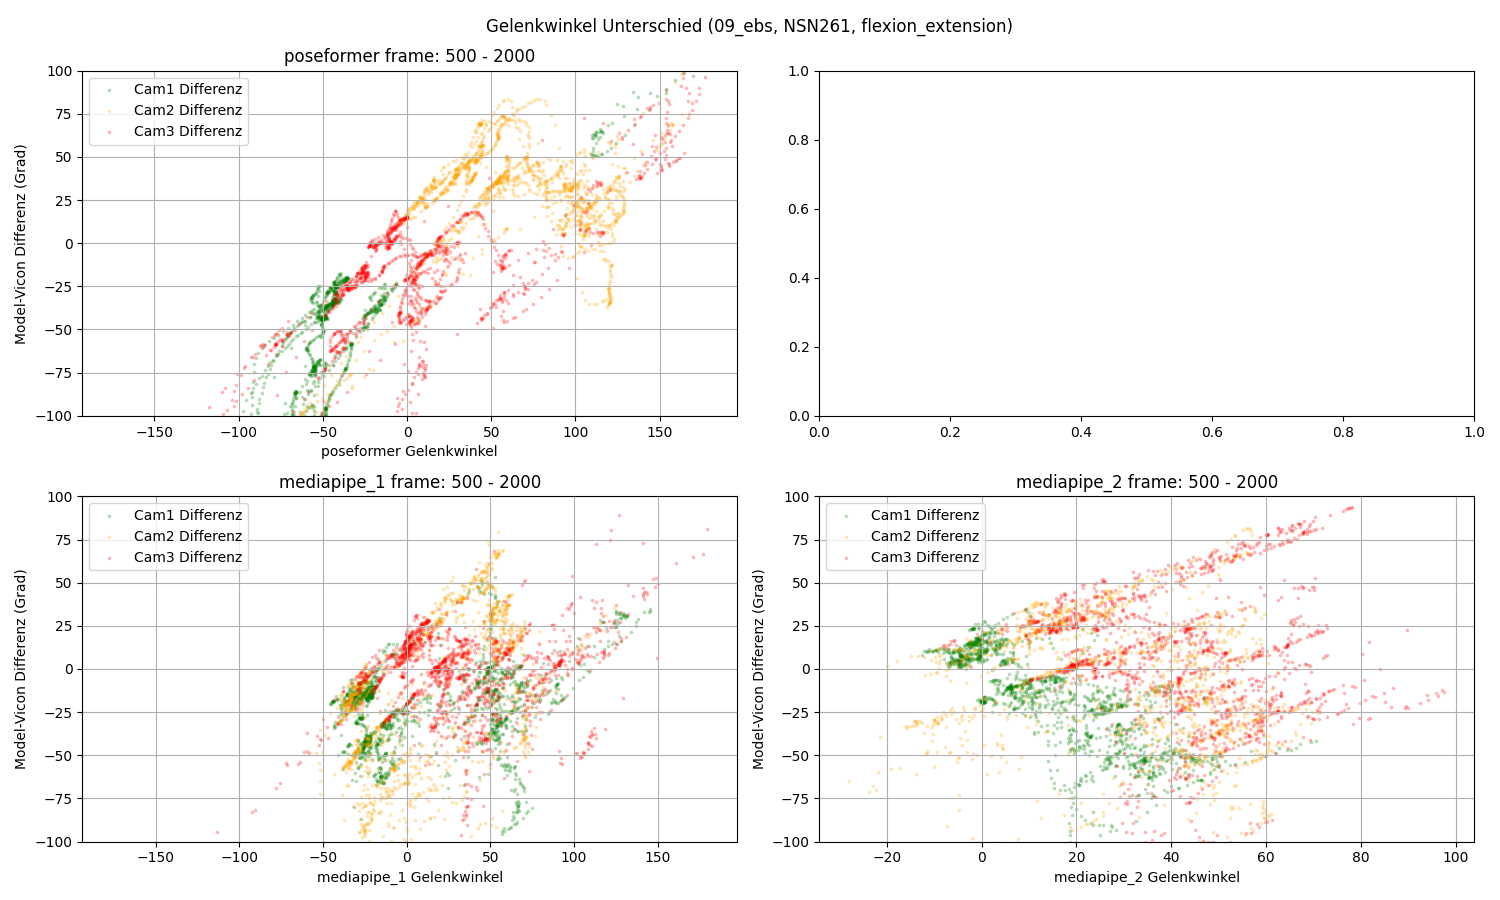 Gelenkwinkel Unterschied (09_ebs, NSN261, flexion_extension)
poseformer frame: 500 - 2000
Cam1 Differenz
Cam2 Differenz
Cam3 Differenz
Model-Vicon Differenz (Grad)
100
75
50
25
0
−25
−50
−75
−100
−150 −100 −50 0 50 100 150
poseformer Gelenkwinkel
1.0
0.8
0.6
0.4
0.2
0.0
0.0 0.2 0.4 0.6 0.8 1.0
mediapipe_1 frame: 500 - 2000
Cam1 Differenz
Cam2 Differenz
Cam3 Differenz
Model-Vicon Differenz (Grad)
100
75
50
25
0
−25
−50
−75
−100
−150 −100 −50 0 50 100 150
mediapipe_1 Gelenkwinkel
mediapipe_2 frame: 500 - 2000
Cam1 Differenz
Cam2 Differenz
Cam3 Differenz
Model-Vicon Differenz (Grad)
100
75
50
25
0
−25
−50
−75
−100
−20 0 20 40 60 80 100
mediapipe_2 Gelenkwinkel